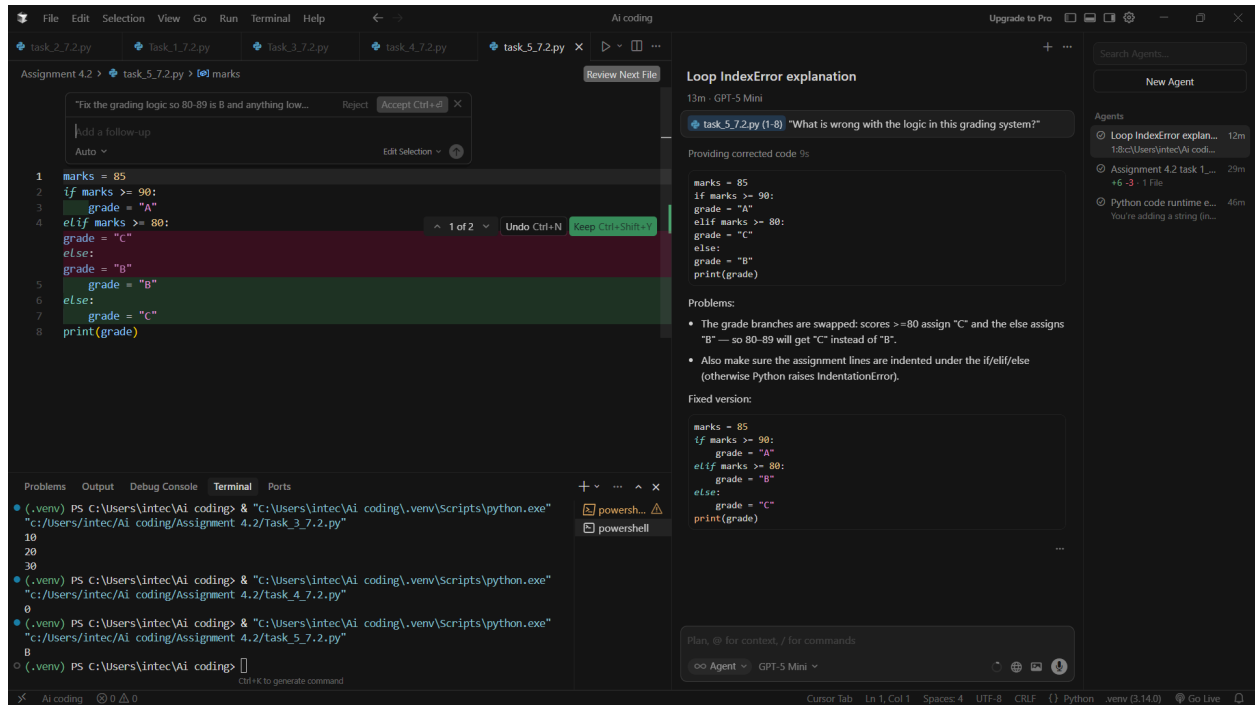 File Edit Selection View Go Run Terminal Help
Ai coding
Upgrade to Pro
task_2_7.2.py
Task_1_7.2.py
Task_3_7.2.py
task_4_7.2.py
task_5_7.2.py
Assignment 4.2 > task_5_7.2.py > marks
Review Next File
"Fix the grading logic so 80-89 is B and anything low...
Reject
Accept Ctrl+⏎
Add a follow-up
Auto
Edit Selection
1 marks = 85
2 if marks >= 90:
3 grade = "A"
4 elif marks >= 80:
1 of 2
Undo Ctrl+N
Keep Ctrl+Shift+Y
grade = "C"
else:
grade = "B"
5 grade = "B"
6 else:
7 grade = "C"
8 print(grade)
Problems Output Debug Console Terminal Ports
(.venv) PS C:\Users\intec\Ai coding> & "C:\Users\intec\Ai coding\.venv\Scripts\python.exe"
"c:/Users/intec/Ai coding/Assignment 4.2/Task_3_7.2.py"
10
20
30
(.venv) PS C:\Users\intec\Ai coding> & "C:\Users\intec\Ai coding\.venv\Scripts\python.exe"
"c:/Users/intec/Ai coding/Assignment 4.2/task_4_7.2.py"
0
(.venv) PS C:\Users\intec\Ai coding> & "C:\Users\intec\Ai coding\.venv\Scripts\python.exe"
"c:/Users/intec/Ai coding/Assignment 4.2/task_5_7.2.py"
B
(.venv) PS C:\Users\intec\Ai coding>
Ctrl+K to generate command
powersh...
powershell
Loop IndexError explanation
13m · GPT-5 Mini
task_5_7.2.py (1-8) "What is wrong with the logic in this grading system?"
Providing corrected code 9s
marks = 85
if marks >= 90:
grade = "A"
elif marks >= 80:
grade = "C"
else:
grade = "B"
print(grade)
Problems:
• The grade branches are swapped: scores >=80 assign "C" and the else assigns
"B" — so 80–89 will get "C" instead of "B".
• Also make sure the assignment lines are indented under the if/elif/else
(otherwise Python raises IndentationError).
Fixed version:
marks = 85
if marks >= 90:
grade = "A"
elif marks >= 80:
grade = "B"
else:
grade = "C"
print(grade)
Plan, @ for context, / for commands
Agent
GPT-5 Mini
Search Agents...
New Agent
Agents
Loop IndexError explan... 12m
1:8:c:\Users\intec\Ai codi...
Assignment 4.2 task 1_... 29m
+6 -3 · 1 File
Python code runtime e... 46m
You're adding a string (in...
Ai coding
0
0
Cursor Tab
Ln 1, Col 1
Spaces: 4
UTF-8
CRLF
{} Python
.venv (3.14.0)
Go Live